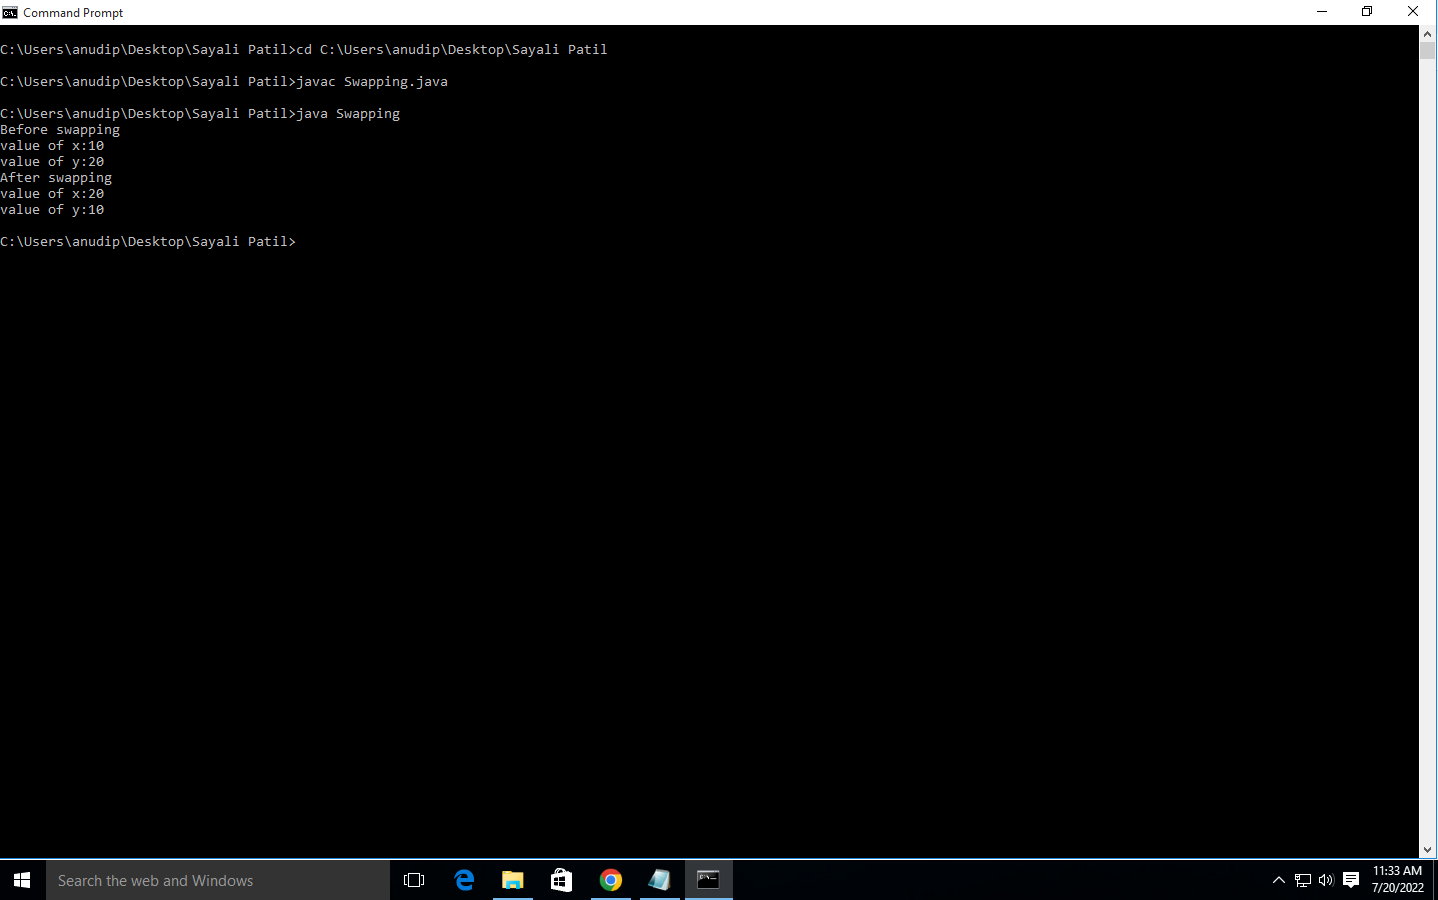 Command Prompt
C:\Users\anudip\Desktop\Sayali Patil>cd C:\Users\anudip\Desktop\Sayali Patil
C:\Users\anudip\Desktop\Sayali Patil>javac Swapping.java
C:\Users\anudip\Desktop\Sayali Patil>java Swapping
Before swapping
value of x:10
value of y:20
After swapping
value of x:20
value of y:10
C:\Users\anudip\Desktop\Sayali Patil>
Search the web and Windows
11:33 AM
7/20/2022